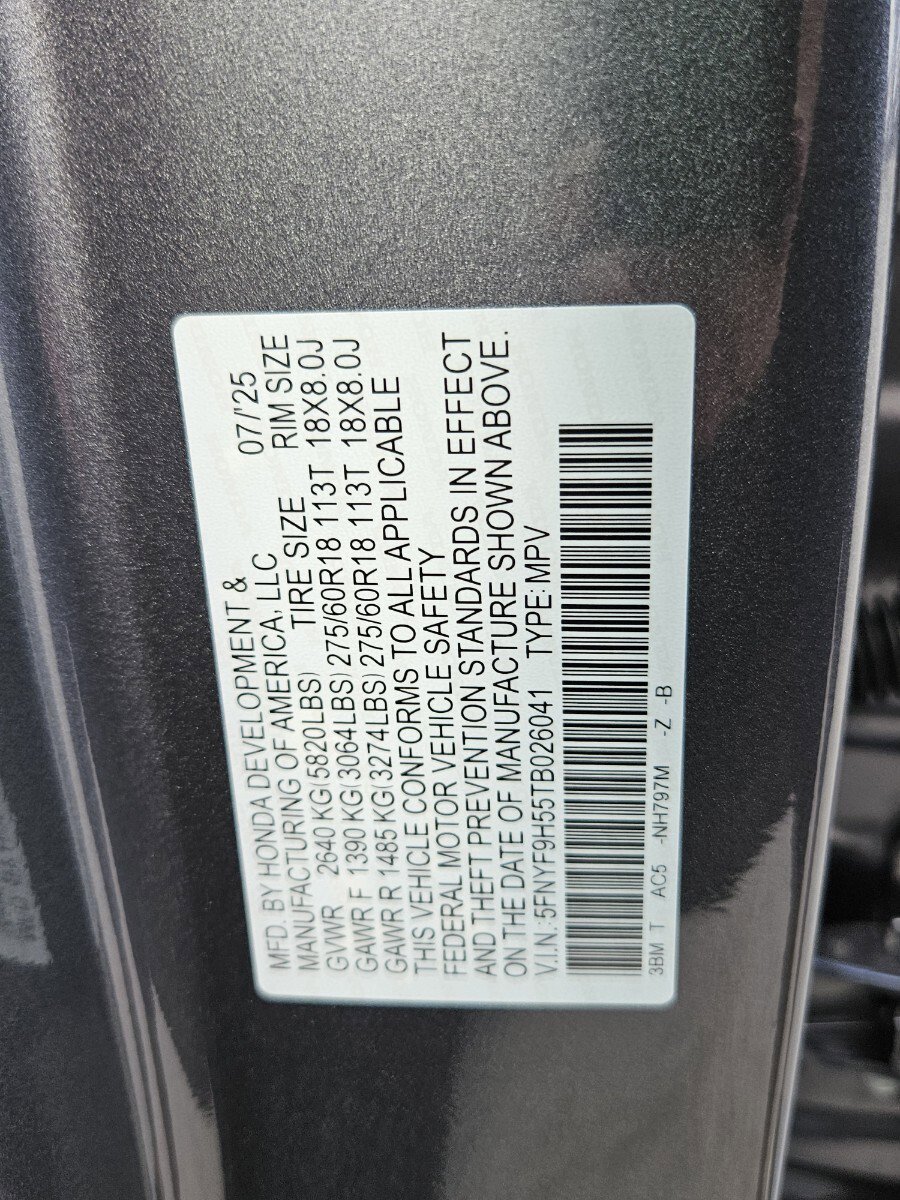 MFD. BY HONDA DEVELOPMENT &
MANUFACTURING OF AMERICA, LLC 07/'25
GVWR 2640 KG(5820LBS) TIRE SIZE RIM SIZE
GAWR F 1390 KG(3064LBS) 275/60R18 113T 18X8.0J
GAWR R 1485 KG(3274LBS) 275/60R18 113T 18X8.0J
THIS VEHICLE CONFORMS TO ALL APPLICABLE
FEDERAL MOTOR VEHICLE SAFETY
AND THEFT PREVENTION STANDARDS IN EFFECT
ON THE DATE OF MANUFACTURE SHOWN ABOVE.
V.I.N.: 5FNYF9H55TB026041 TYPE:MPV
3BM T AC5 -NH797M -Z -B